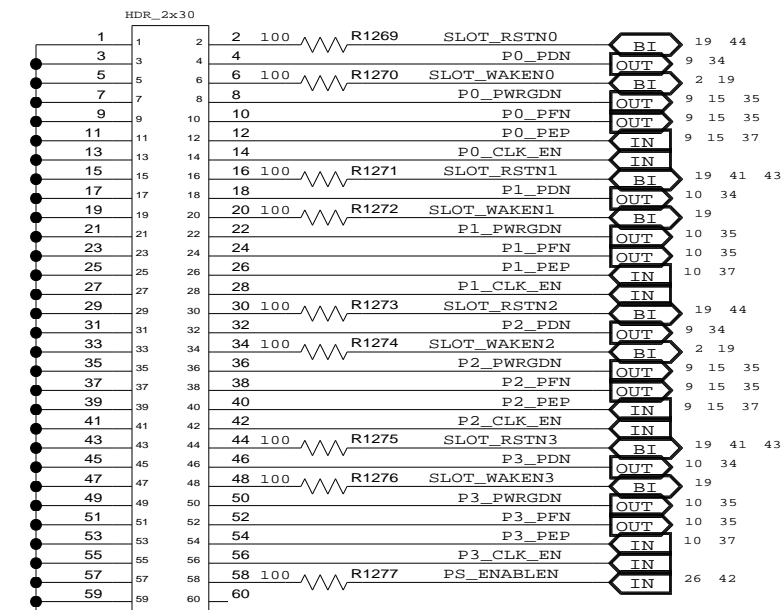 HDR_2x30
1 1 2 2 100 R1269 SLOT_RSTN0 BI 19 44
3 3 4 4 P0_PDN OUT 9 34
5 5 6 6 100 R1270 SLOT_WAKEN0 BI 2 19
7 7 8 8 P0_PWRGDN OUT 9 15 35
9 9 10 10 P0_PFN OUT 9 15 35
11 11 12 12 P0_PEP IN 9 15 37
13 13 14 14 P0_CLK_EN IN
15 15 16 16 100 R1271 SLOT_RSTN1 BI 19 41 43
17 17 18 18 P1_PDN OUT 10 34
19 19 20 20 100 R1272 SLOT_WAKEN1 BI 19
21 21 22 22 P1_PWRGDN OUT 10 35
23 23 24 24 P1_PFN OUT 10 35
25 25 26 26 P1_PEP IN 10 37
27 27 28 28 P1_CLK_EN IN
29 29 30 30 100 R1273 SLOT_RSTN2 BI 19 44
31 31 32 32 P2_PDN OUT 9 34
33 33 34 34 100 R1274 SLOT_WAKEN2 BI 2 19
35 35 36 36 P2_PWRGDN OUT 9 15 35
37 37 38 38 P2_PFN OUT 9 15 35
39 39 40 40 P2_PEP IN 9 15 37
41 41 42 42 P2_CLK_EN IN
43 43 44 44 100 R1275 SLOT_RSTN3 BI 19 41 43
45 45 46 46 P3_PDN OUT 10 34
47 47 48 48 100 R1276 SLOT_WAKEN3 BI 19
49 49 50 50 P3_PWRGDN OUT 10 35
51 51 52 52 P3_PFN OUT 10 35
53 53 54 54 P3_PEP IN 10 37
55 55 56 56 P3_CLK_EN IN
57 57 58 58 100 R1277 PS_ENABLEN IN 26 42
59 59 60 60